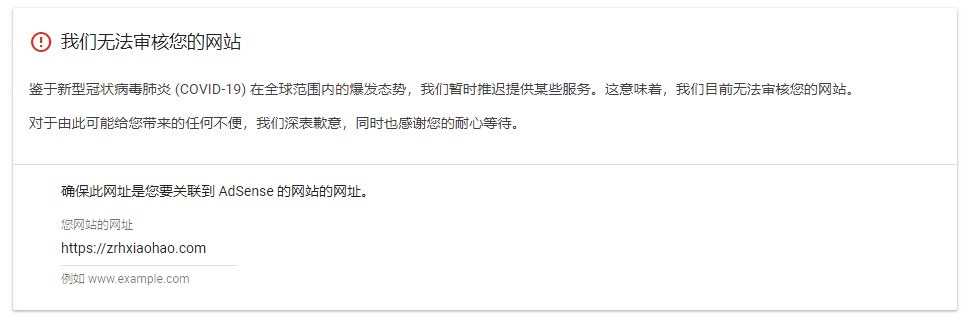 我们无法审核您的网站
鉴于新型冠状病毒肺炎 (COVID-19) 在全球范围内的爆发态势，我们暂时推迟提供某些服务。这意味着，我们目前无法审核您的网站。
对于由此可能给您带来的任何不便，我们深表歉意，同时也感谢您的耐心等待。
确保此网址是您要关联到 AdSense 的网站的网址。
您网站的网址
https://zrhxiaohao.com
例如 www.example.com